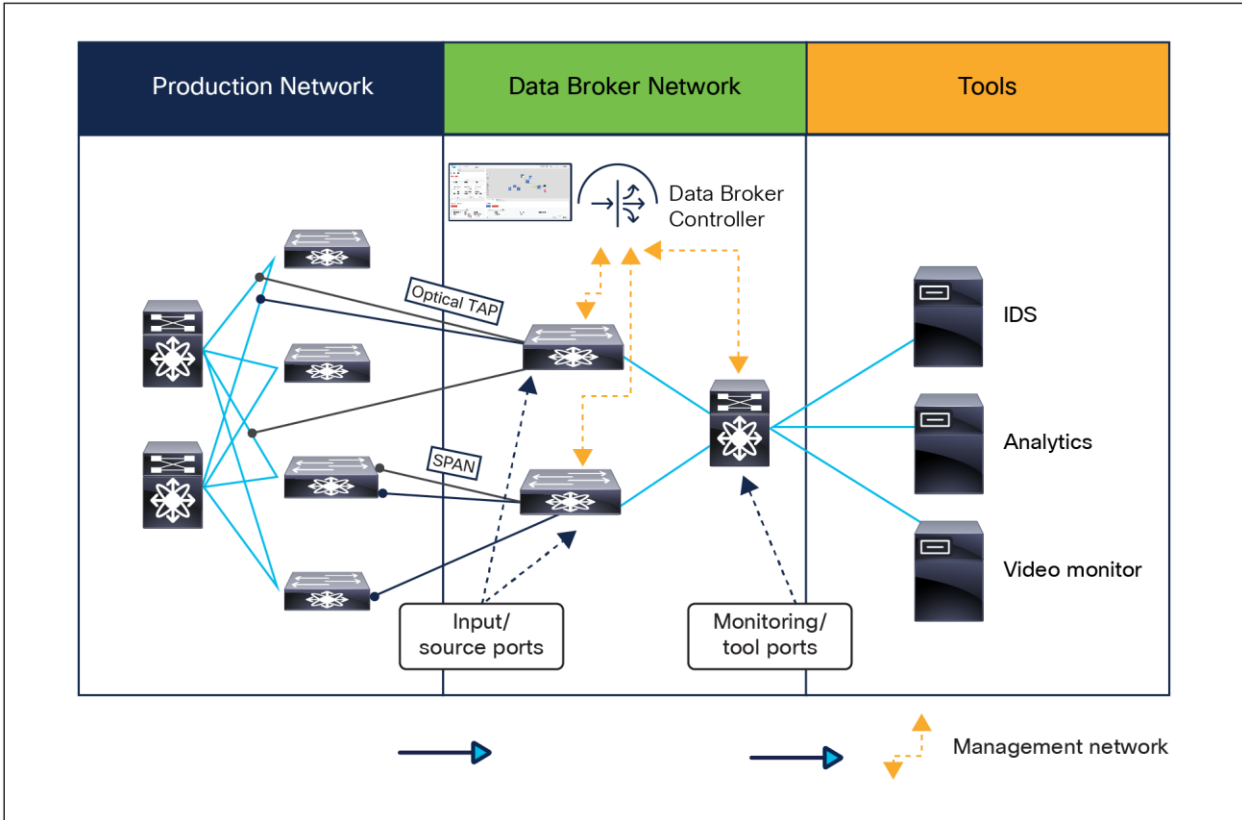 Production Network
Data Broker Network
Tools
Data Broker
Controller
Optical TAP
SPAN
IDS
Analytics
Video monitor
Input/
source ports
Monitoring/
tool ports
Management network